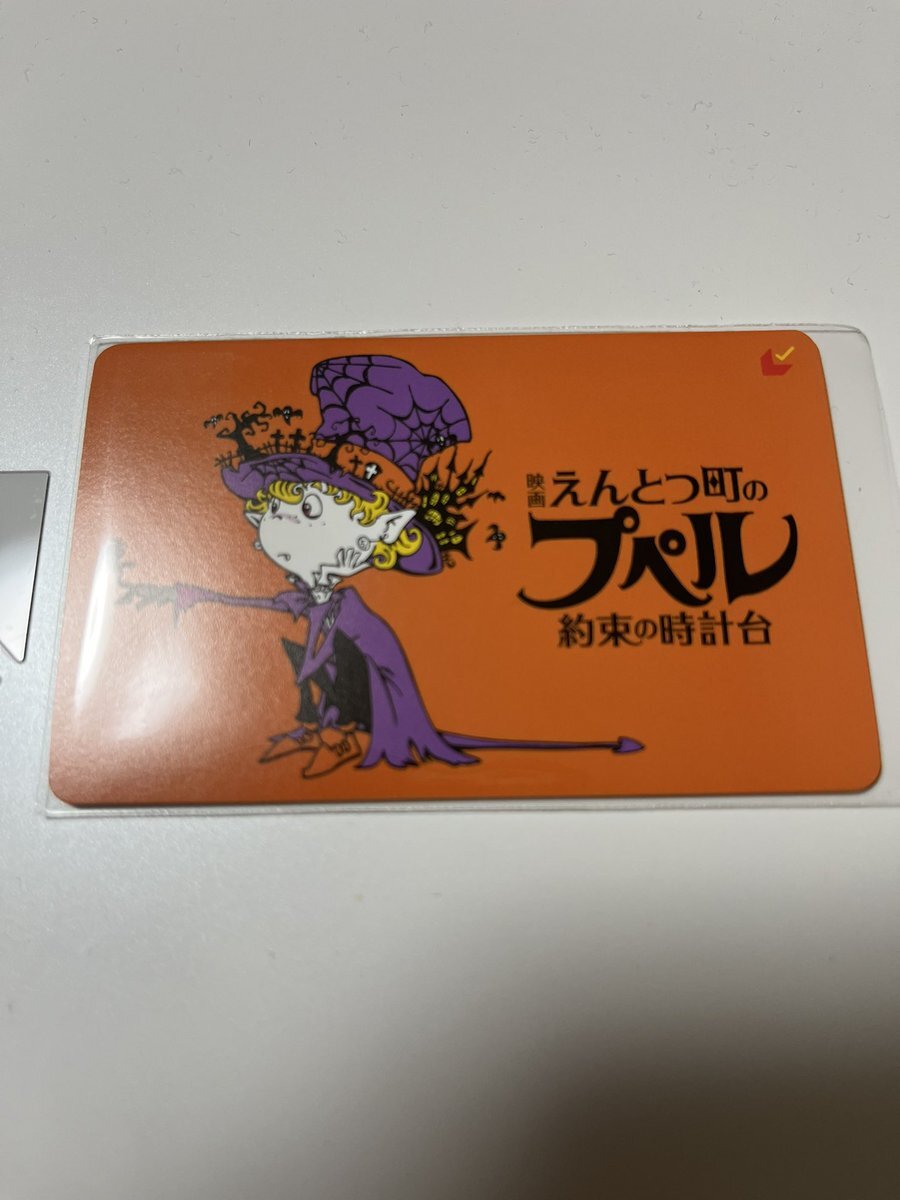 映画 えんとつ町の
プペル
約束の時計台